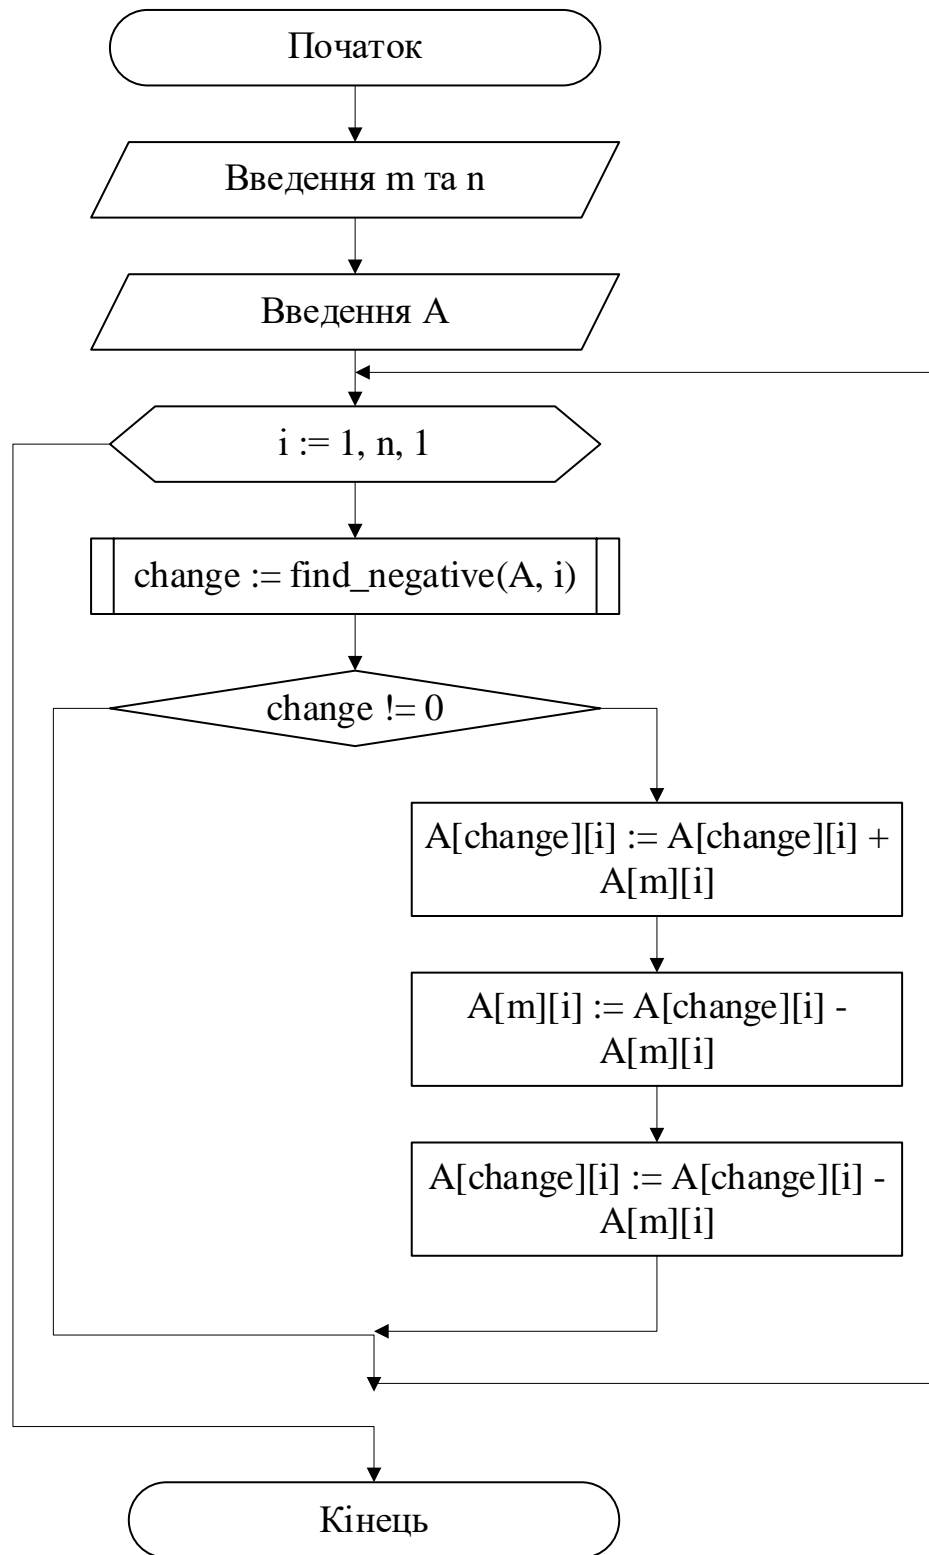 Початок
Введення m та n
Введення A
i := 1, n, 1
change := find_negative(A, i)
change != 0
A[change][i] := A[change][i] +
A[m][i]
A[m][i] := A[change][i] -
A[m][i]
A[change][i] := A[change][i] -
A[m][i]
Кінець